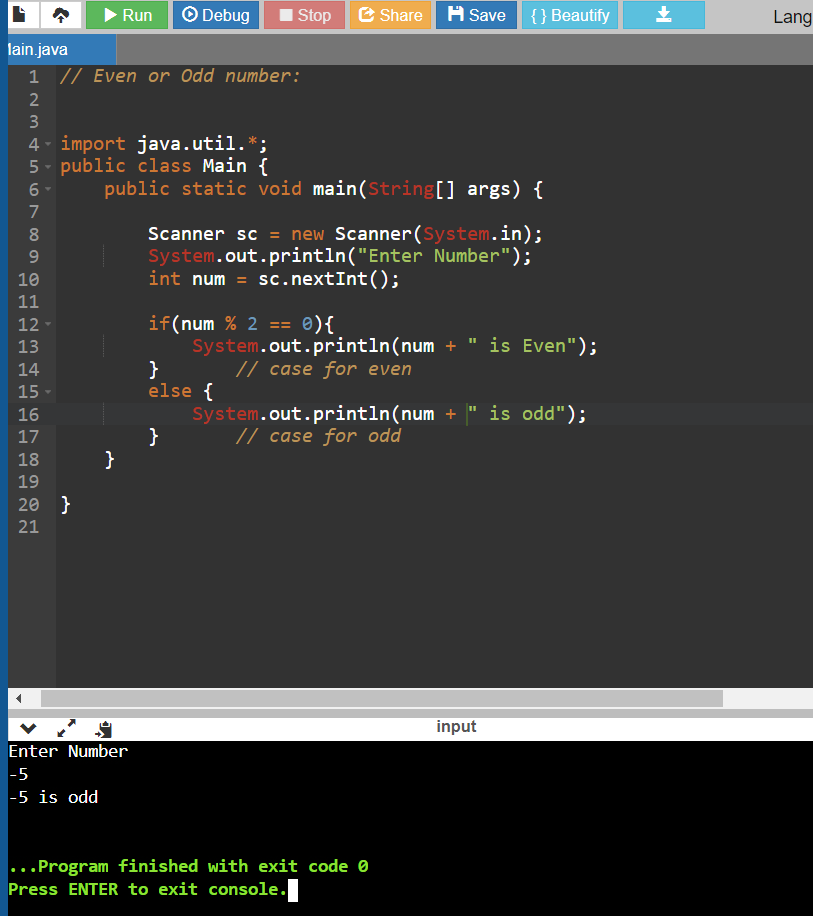 Run Debug Stop Share Save { } Beautify Lang
Main.java
1 // Even or Odd number:
2
3
4 import java.util.*;
5 public class Main {
6 public static void main(String[] args) {
7
8 Scanner sc = new Scanner(System.in);
9 System.out.println("Enter Number");
10 int num = sc.nextInt();
11
12 if(num % 2 == 0){
13 System.out.println(num + " is Even");
14 } // case for even
15 else {
16 System.out.println(num + " is odd");
17 } // case for odd
18 }
19
20 }
21
input
Enter Number
-5
-5 is odd
...Program finished with exit code 0
Press ENTER to exit console.